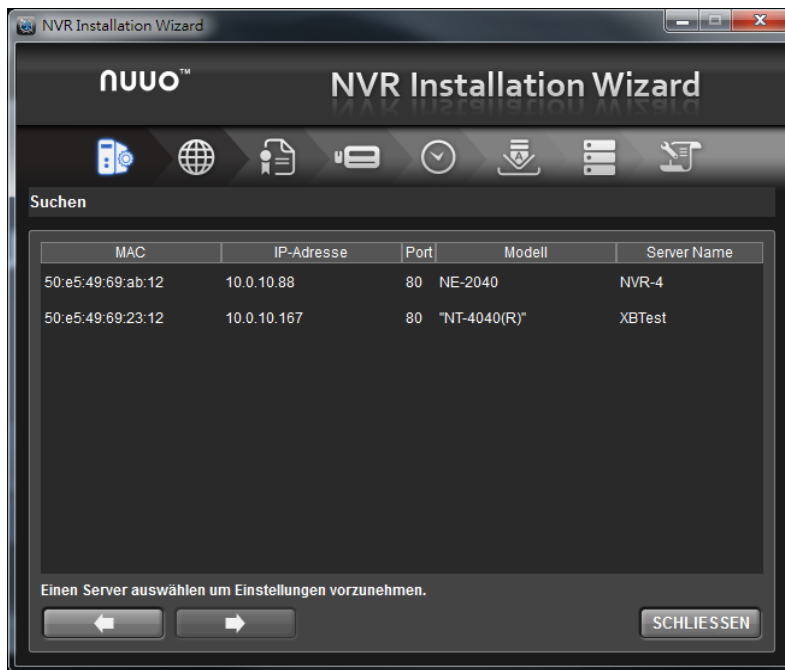 NVR Installation Wizard
nuuo™ NVR Installation Wizard
Suchen
MAC IP-Adresse Port Modell Server Name
50:e5:49:69:ab:12 10.0.10.88 80 NE-2040 NVR-4
50:e5:49:69:23:12 10.0.10.167 80 "NT-4040(R)" XBTest
Einen Server auswählen um Einstellungen vorzunehmen.
SCHLIESSEN